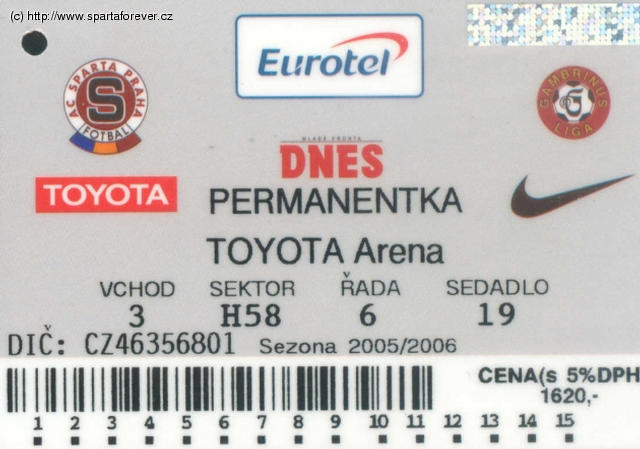 (c) http://www.spartaforever.cz
Eurotel
AC SPARTA PRAHA
S
FOTBAL
GAMBRINUS
G
LIGA
MLADÁ FRONTA
DNES
TOYOTA
PERMANENTKA
TOYOTA Arena
VCHOD SEKTOR ŘADA SEDADLO
3 H58 6 19
DIČ: CZ46356801 Sezona 2005/2006
CENA(s 5%DPH
1620,-
1 2 3 4 5 6 7 8 9 10 11 12 13 14 15